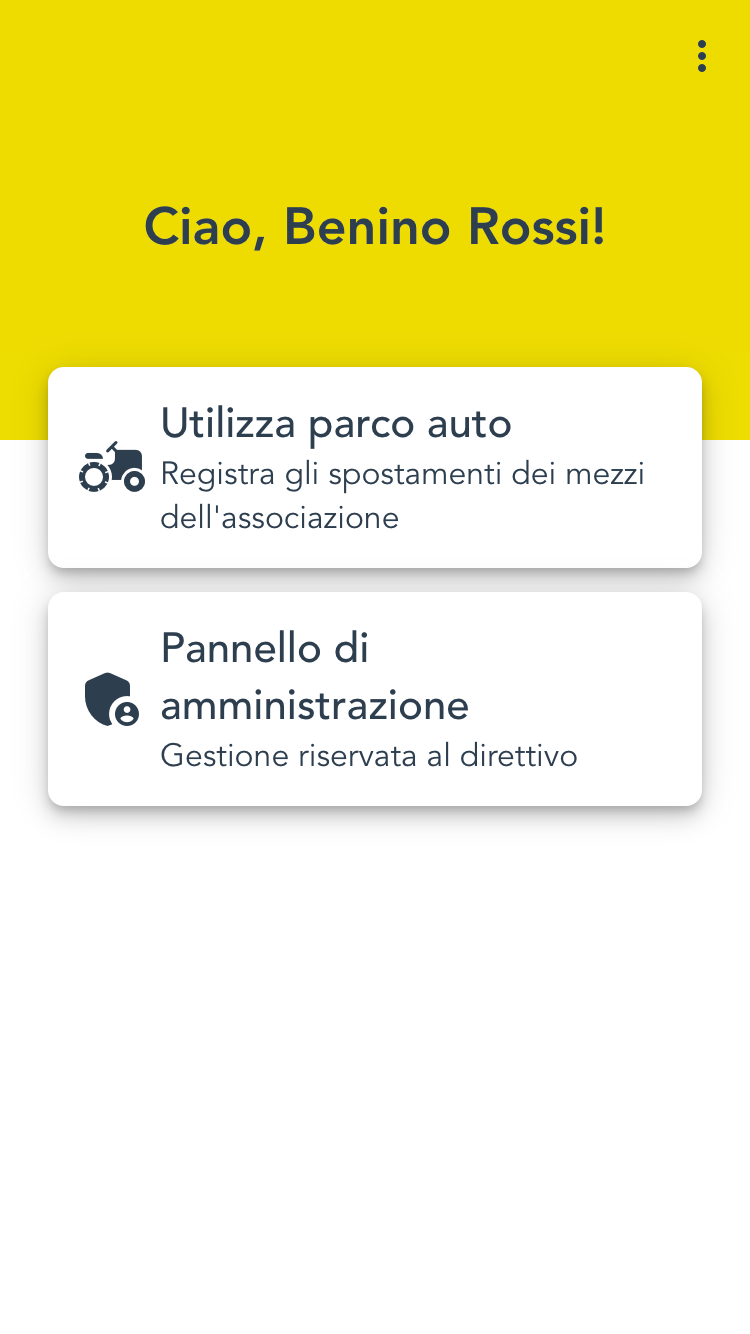 Ciao, Benino Rossi!
Utilizza parco auto
Registra gli spostamenti dei mezzi
dell'associazione
Pannello di
amministrazione
Gestione riservata al direttivo